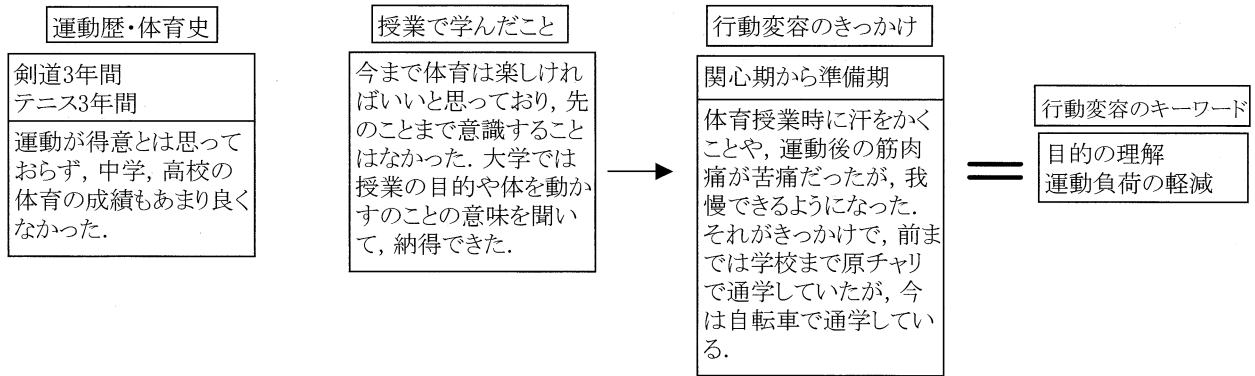 運動歴・体育史
剣道3年間
テニス3年間
運動が得意とは思って
おらず, 中学, 高校の
体育の成績もあまり良く
なかった.
授業で学んだこと
今まで体育は楽しけれ
ばいいと思っており, 先
のことまで意識すること
はなかった. 大学では
授業の目的や体を動か
すのことの意味を聞い
て, 納得できた.
行動変容のきっかけ
関心期から準備期
体育授業時に汗をかく
ことや, 運動後の筋肉
痛が苦痛だったが, 我
慢できるようになった.
それがきっかけで, 前ま
では学校まで原チャリ
で通学していたが, 今
は自転車で通学してい
る.
行動変容のキーワード
目的の理解
運動負荷の軽減